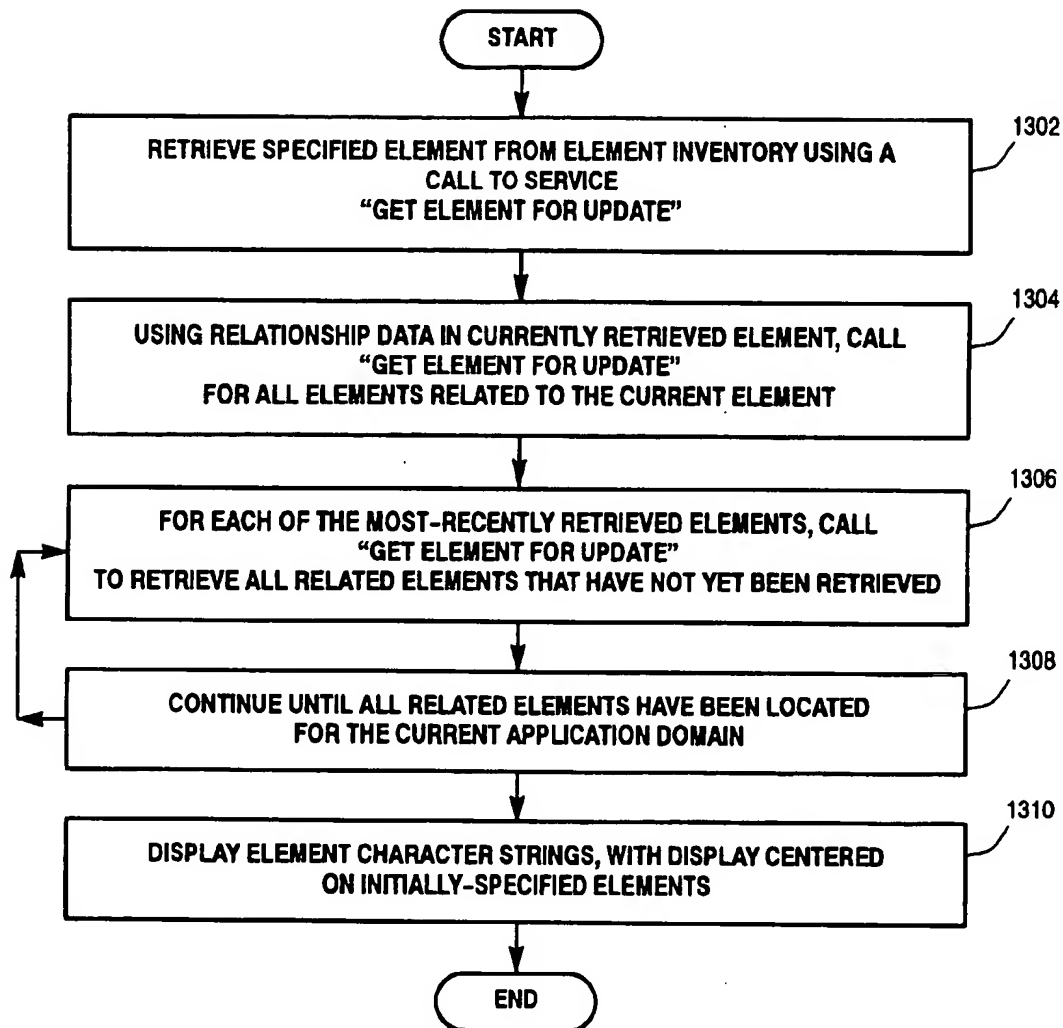 START
1302
RETRIEVE SPECIFIED ELEMENT FROM ELEMENT INVENTORY USING A
CALL TO SERVICE
“GET ELEMENT FOR UPDATE”
1304
USING RELATIONSHIP DATA IN CURRENTLY RETRIEVED ELEMENT, CALL
“GET ELEMENT FOR UPDATE”
FOR ALL ELEMENTS RELATED TO THE CURRENT ELEMENT
1306
FOR EACH OF THE MOST-RECENTLY RETRIEVED ELEMENTS, CALL
“GET ELEMENT FOR UPDATE”
TO RETRIEVE ALL RELATED ELEMENTS THAT HAVE NOT YET BEEN RETRIEVED
1308
CONTINUE UNTIL ALL RELATED ELEMENTS HAVE BEEN LOCATED
FOR THE CURRENT APPLICATION DOMAIN
1310
DISPLAY ELEMENT CHARACTER STRINGS, WITH DISPLAY CENTERED
ON INITIALLY-SPECIFIED ELEMENTS
END